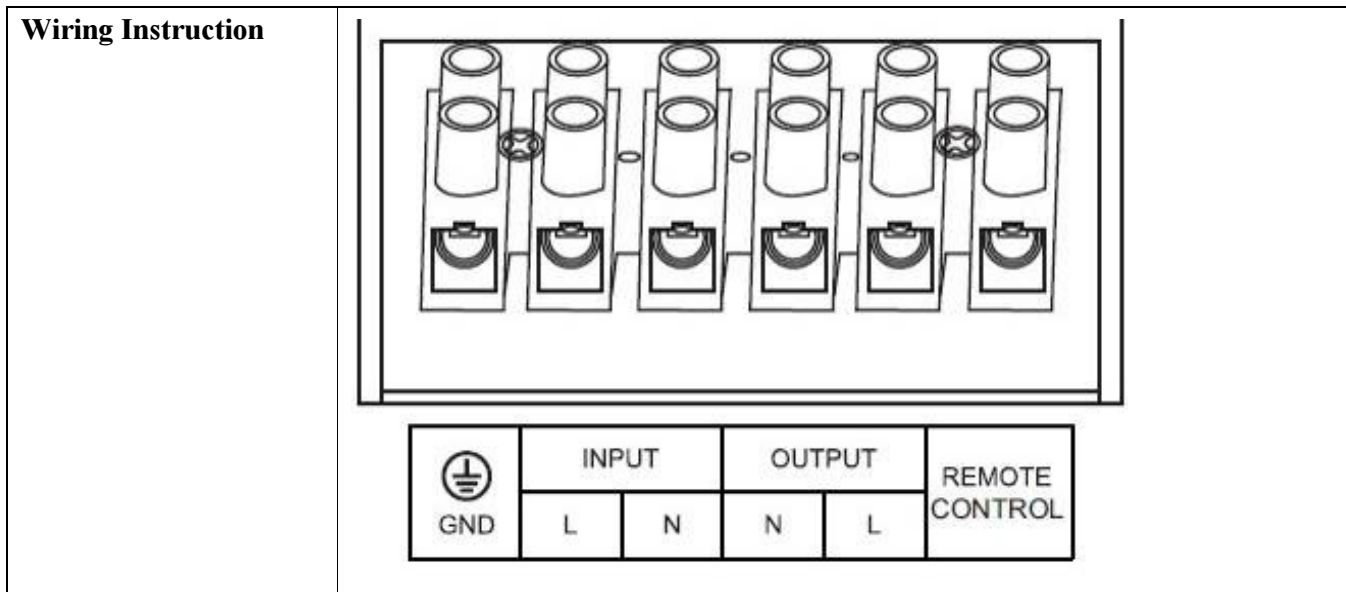 Wiring Instruction
GND
INPUT
OUTPUT
L
N
N
L
REMOTE
CONTROL